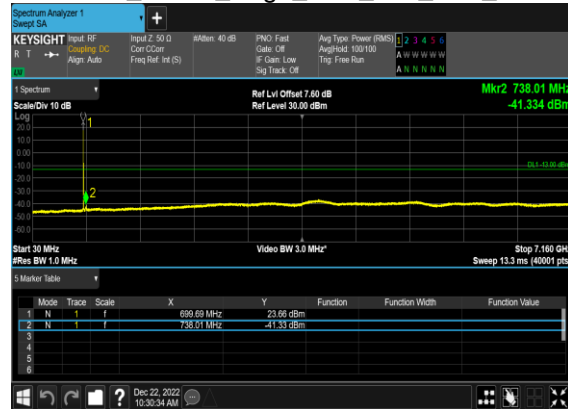 Spectrum Analyzer 1
Swept SA
+
KEYSIGHT Input: RF Input Z: 50 Ω #Atten: 40 dB PNO: Fast Avg Type: Power (RMS) 1 2 3 4 5 6
R T Coupling: DC Corr CCorr Gate: Off Avg|Hold: 100/100 A W W W W W
Align: Auto Freq Ref: Int (S) IF Gain: Low Trig: Free Run
LW Sig Track: Off A N N N N N
1 Spectrum Ref Lvl Offset 7.60 dB Mkr2 738.01 MHz
Scale/Div 10 dB Ref Level 30.00 dBm -41.334 dBm
Log
20.0 1
10.0
0.00
-10.0 DL1 -13.00 dBm
-20.0
-30.0 2
-40.0
-50.0
-60.0
Start 30 MHz Video BW 3.0 MHz* Stop 7.160 GHz
#Res BW 1.0 MHz Sweep 13.3 ms (40001 pts
5 Marker Table
Mode Trace Scale X Y Function Function Width Function Value
1 N 1 f 699.69 MHz 23.66 dBm
2 N 1 f 738.01 MHz -41.33 dBm
3
4
5
6
? Dec 22, 2022
10:30:34 AM